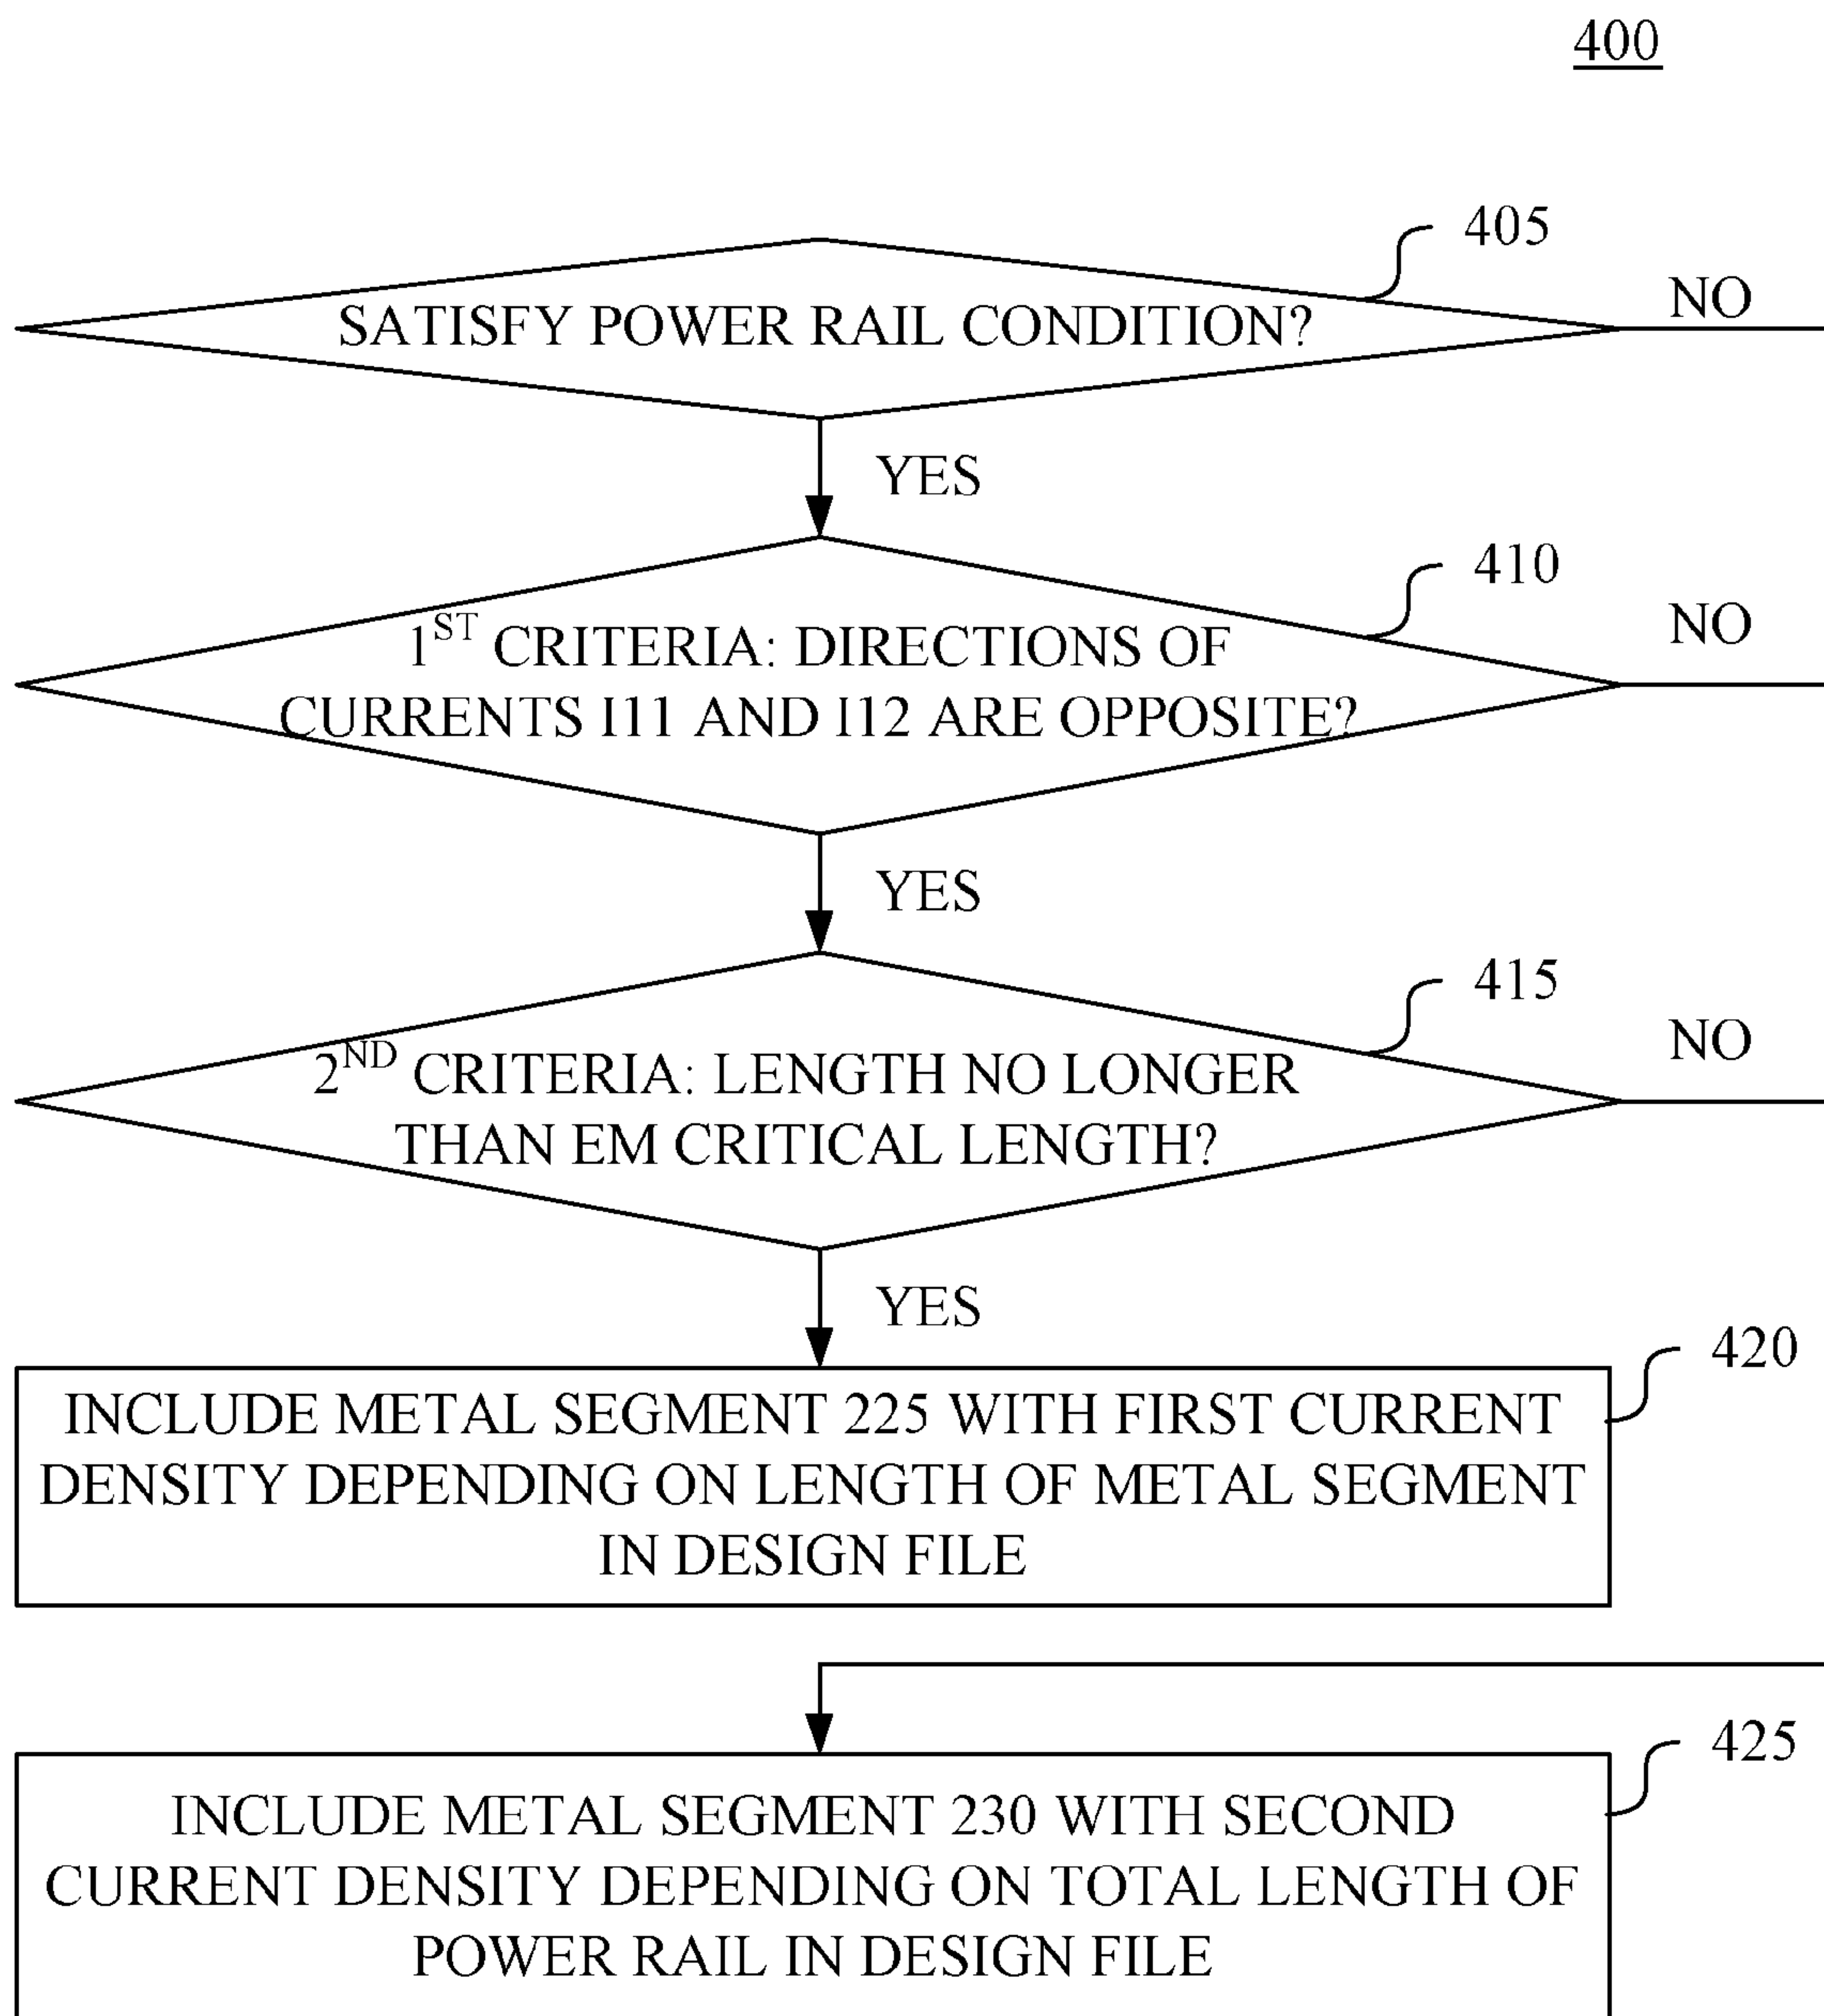 400
405
SATISFY POWER RAIL CONDITION?
NO
YES
410
1ST CRITERIA: DIRECTIONS OF
CURRENTS I11 AND I12 ARE OPPOSITE?
NO
YES
415
2ND CRITERIA: LENGTH NO LONGER
THAN EM CRITICAL LENGTH?
NO
YES
420
INCLUDE METAL SEGMENT 225 WITH FIRST CURRENT
DENSITY DEPENDING ON LENGTH OF METAL SEGMENT
IN DESIGN FILE
425
INCLUDE METAL SEGMENT 230 WITH SECOND
CURRENT DENSITY DEPENDING ON TOTAL LENGTH OF
POWER RAIL IN DESIGN FILE